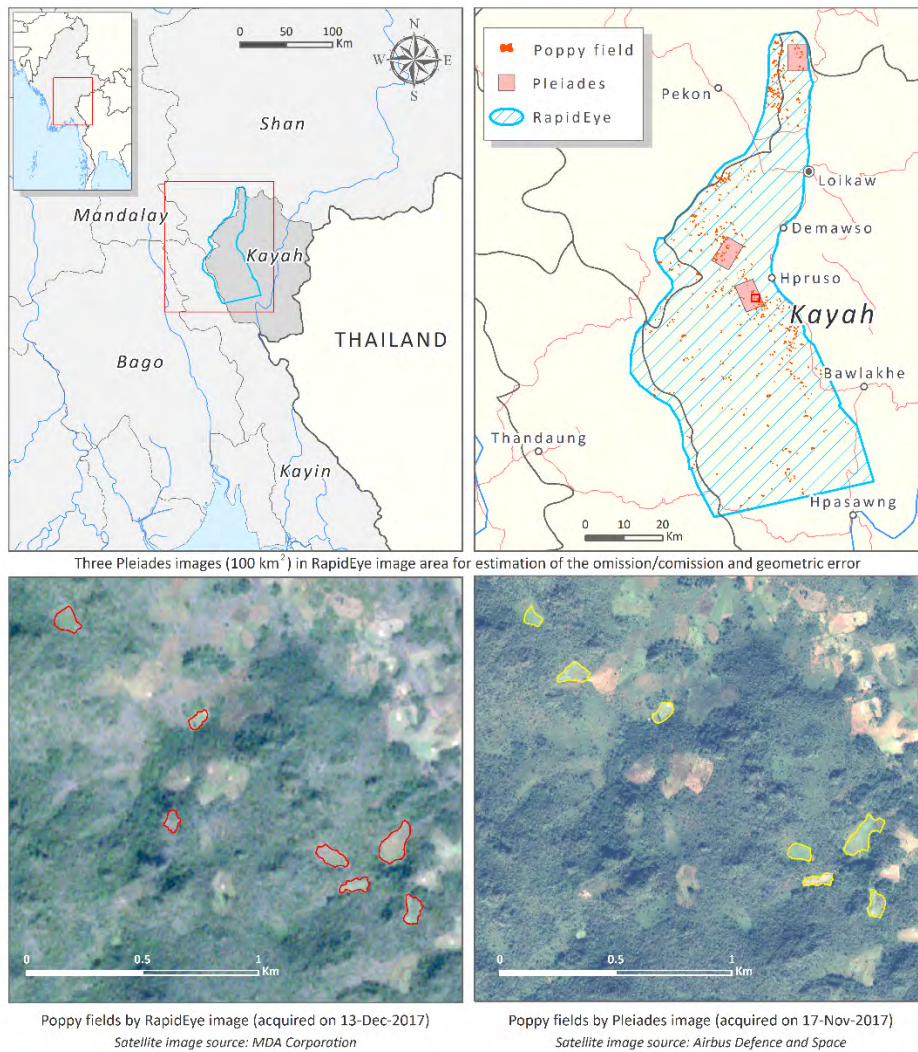 0 50 100
Km
N
W E
S
Shan
Mandalay
Kayah
THAILAND
Bago
Kayin
Poppy field
Pleiades
RapidEye
Pekon
Loikaw
Demawso
Hpruso
Kayah
Bawlakhe
Thandaung
Hpasawng
0 10 20
Km
Three Pleiades images (100 km²) in RapidEye image area for estimation of the omission/comission and geometric error
0 0.5 1
Km
0 0.5 1
Km
Poppy fields by RapidEye image (acquired on 13-Dec-2017)
Satellite image source: MDA Corporation
Poppy fields by Pleiades image (acquired on 17-Nov-2017)
Satellite image source: Airbus Defence and Space